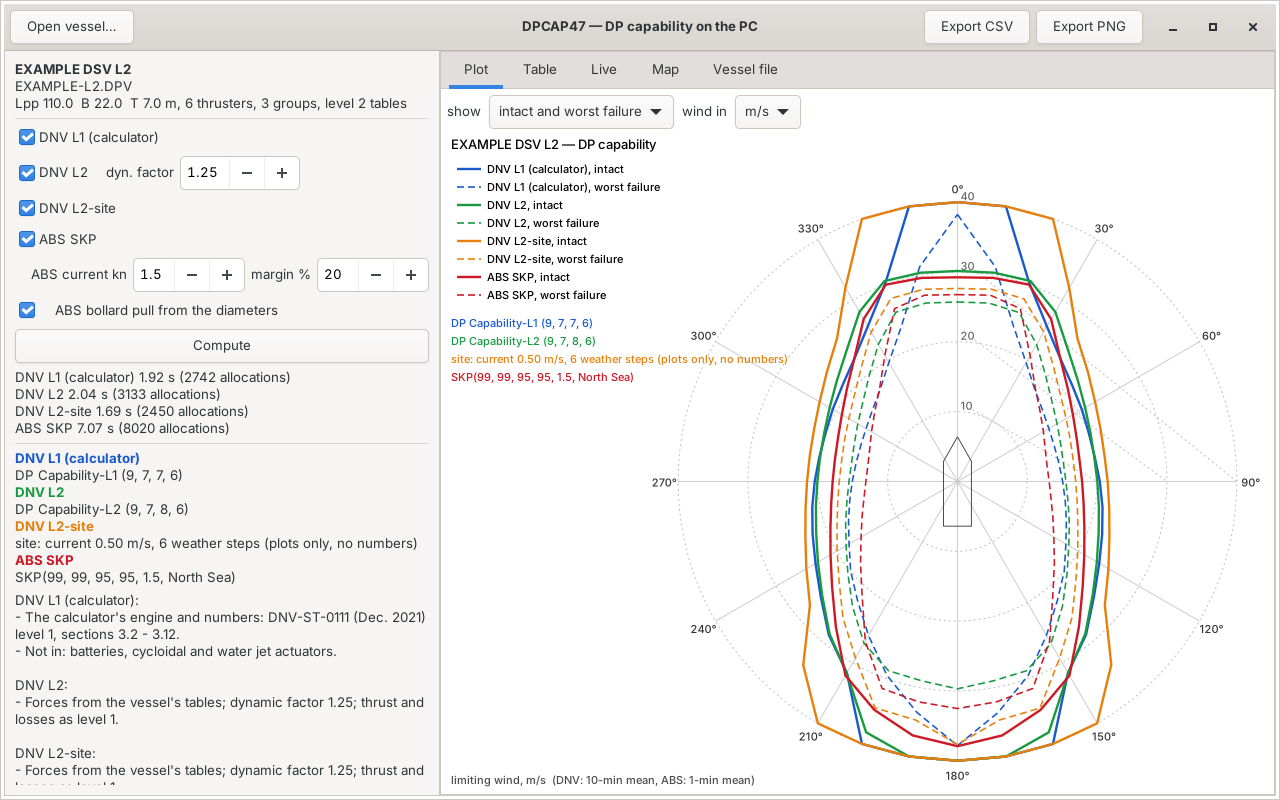 Open vessel...
DPCAP47 — DP capability on the PC
Export CSV
Export PNG
EXAMPLE DSV L2
EXAMPLE-L2.DPV
Lpp 110.0  B 22.0  T 7.0 m, 6 thrusters, 3 groups, level 2 tables
DNV L1 (calculator)
DNV L2 dyn. factor 1.25
DNV L2-site
ABS SKP
ABS current kn 1.5 margin % 20
ABS bollard pull from the diameters
Compute
DNV L1 (calculator) 1.92 s (2742 allocations)
DNV L2 2.04 s (3133 allocations)
DNV L2-site 1.69 s (2450 allocations)
ABS SKP 7.07 s (8020 allocations)
DNV L1 (calculator)
DP Capability-L1 (9, 7, 7, 6)
DNV L2
DP Capability-L2 (9, 7, 8, 6)
DNV L2-site
site: current 0.50 m/s, 6 weather steps (plots only, no numbers)
ABS SKP
SKP(99, 99, 95, 95, 1.5, North Sea)
DNV L1 (calculator):
- The calculator's engine and numbers: DNV-ST-0111 (Dec. 2021)
level 1, sections 3.2 - 3.12.
- Not in: batteries, cycloidal and water jet actuators.
DNV L2:
- Forces from the vessel's tables; dynamic factor 1.25; thrust and
losses as level 1.
DNV L2-site:
- Forces from the vessel's tables; dynamic factor 1.25; thrust and
losses as level 1.
Plot Table Live Map Vessel file
show intact and worst failure wind in m/s
EXAMPLE DSV L2 — DP capability
DNV L1 (calculator), intact
DNV L1 (calculator), worst failure
DNV L2, intact
DNV L2, worst failure
DNV L2-site, intact
DNV L2-site, worst failure
ABS SKP, intact
ABS SKP, worst failure
DP Capability-L1 (9, 7, 7, 6)
DP Capability-L2 (9, 7, 8, 6)
site: current 0.50 m/s, 6 weather steps (plots only, no numbers)
SKP(99, 99, 95, 95, 1.5, North Sea)
0°
40
330°
30°
30
300°
20
60°
10
270°
90°
240°
120°
210°
150°
180°
limiting wind, m/s  (DNV: 10-min mean, ABS: 1-min mean)